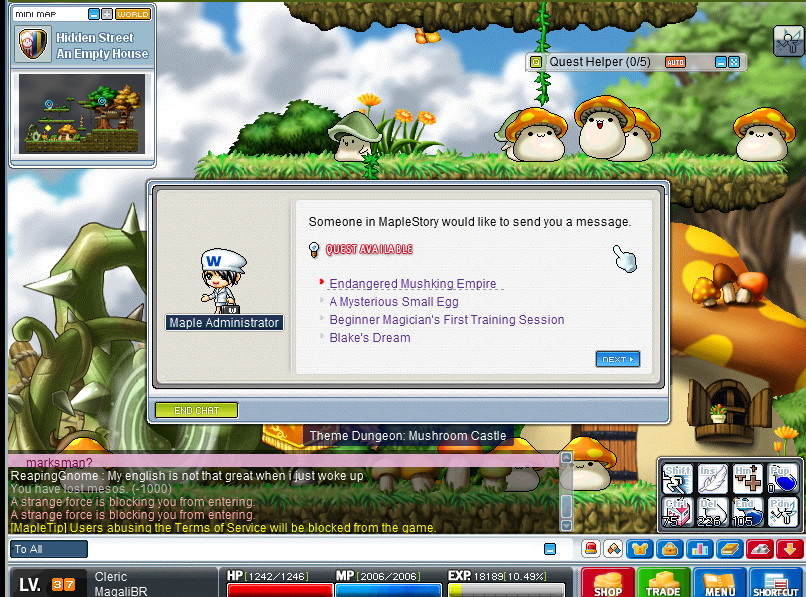 MINI MAP
WORLD
Hidden Street
An Empty House
Quest Helper (0/5)
AUTO
Someone in MapleStory would like to send you a message.
QUEST AVAILABLE
Endangered Mushking Empire
A Mysterious Small Egg
Beginner Magician's First Training Session
Blake's Dream
W
Maple Administrator
NEXT
END CHAT
Theme Dungeon: Mushroom Castle
marksman?
ReapingGnome : My english is not that great when i just woke up
You have lost mesos. (-1000)
A strange force is blocking you from entering.
A strange force is blocking you from entering.
[MapleTip] Users abusing the Terms of Service will be blocked from the game.
Shift Ins Hm Pup
Ctrl Del End Pdn
226 105
To All
LV. 37
Cleric
MagaliBR
HP[1242/1246] MP[2006/2006] EXP. 18189[10.49%]
SHOP TRADE MENU SHORT CUT